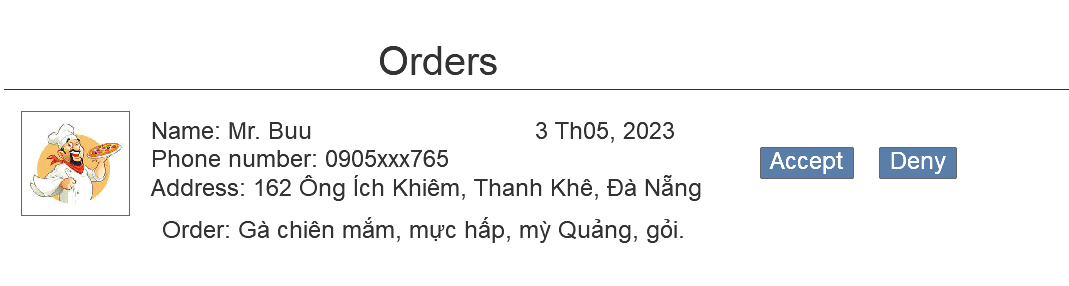 Orders
Name: Mr. Buu 3 Th05, 2023
Phone number: 0905xxx765
Accept Deny
Address: 162 Ông Ích Khiêm, Thanh Khê, Đà Nẵng
Order: Gà chiên mắm, mực hấp, mỳ Quảng, gỏi.